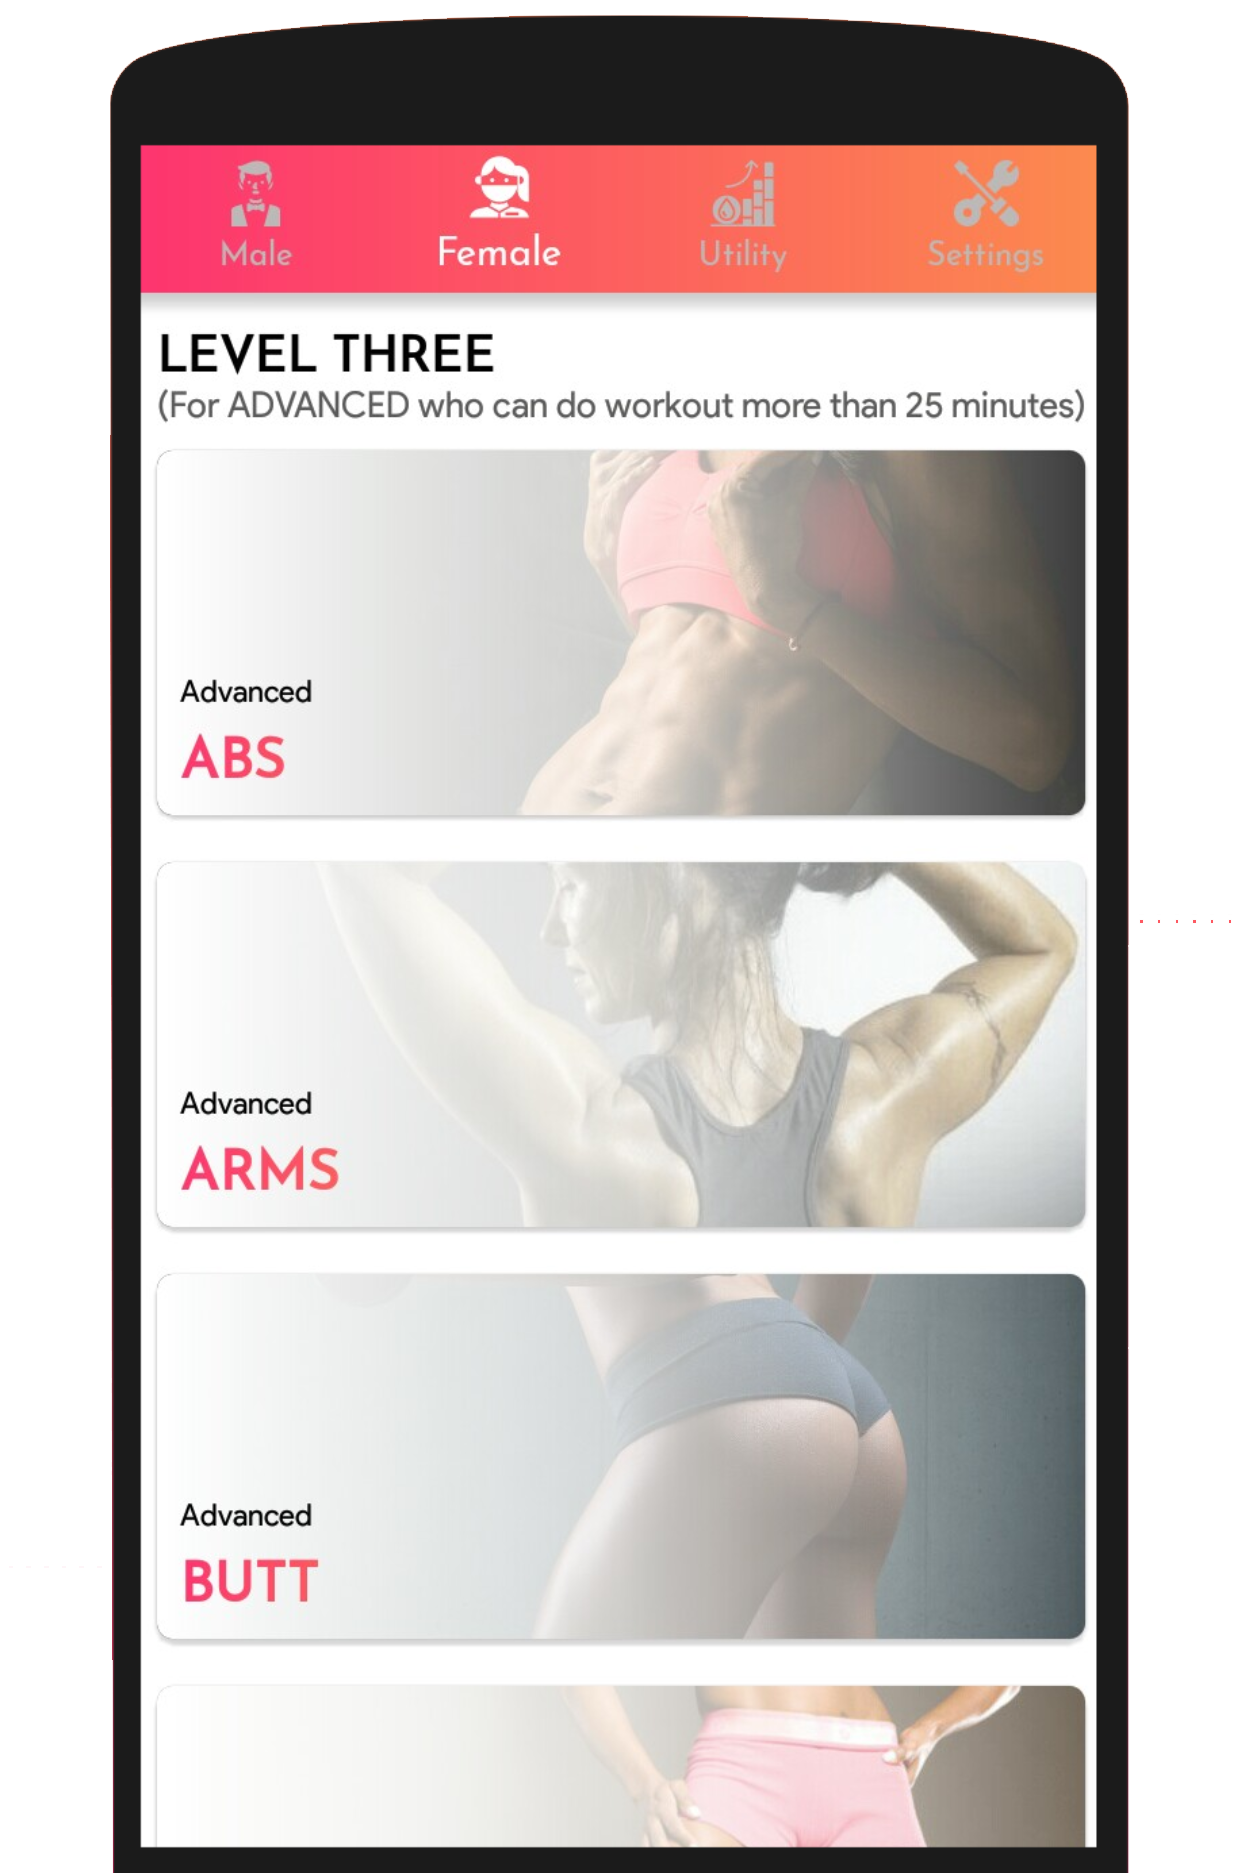 Male
Female
Utility
Settings
LEVEL THREE
(For ADVANCED who can do workout more than 25 minutes)
Advanced
ABS
Advanced
ARMS
Advanced
BUTT